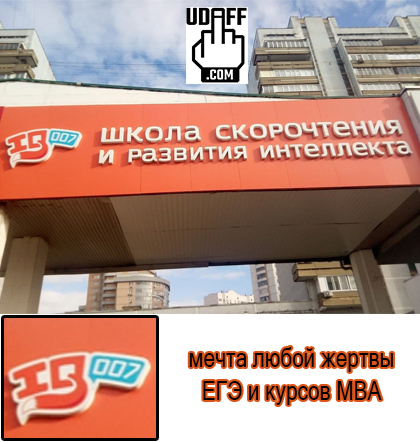 UDAFF
.COM
IQ 007
ШКОЛА СКОРОЧТЕНИЯ
И РАЗВИТИЯ ИНТЕЛЛЕКТА
IQ 007
мечта любой жертвы
ЕГЭ и курсов МВА